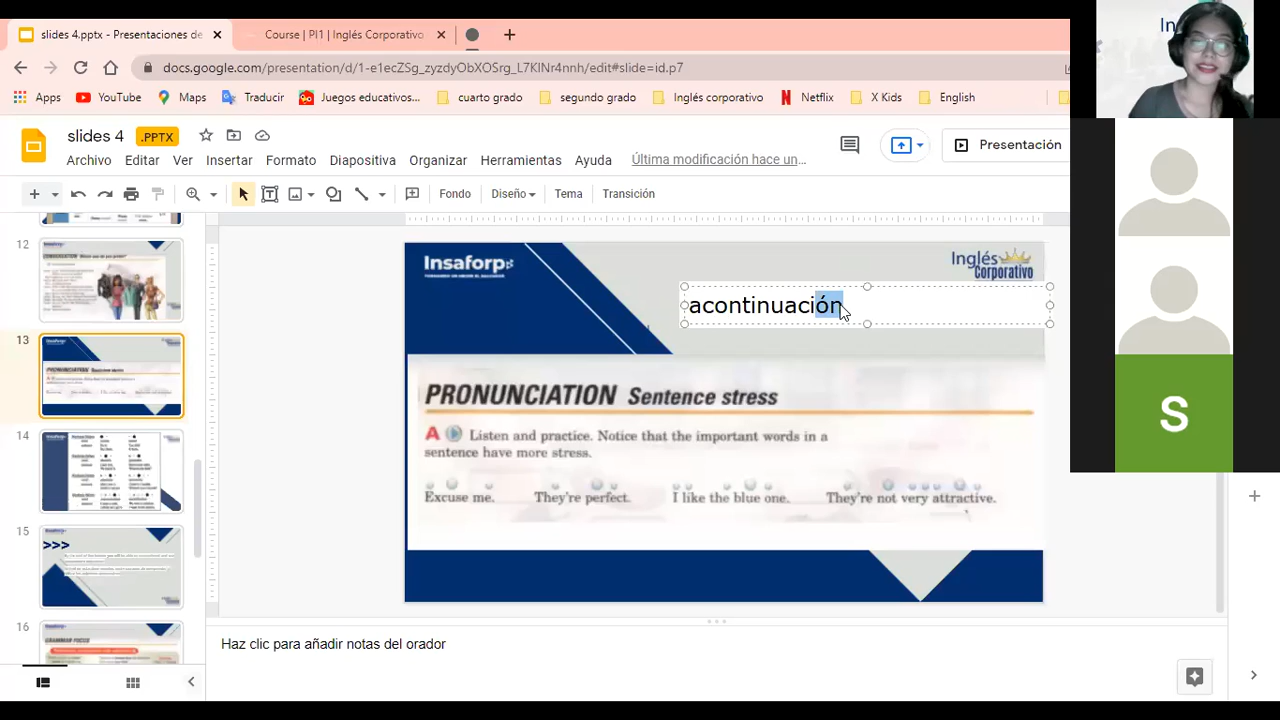 slides 4.pptx - Presentaciones de
Course | PI1 | Inglés Corporativo
docs.google.com/presentation/d/1-x1ecsSg_zyzdyObXOSrg_L7KlN4nnh/edit#slide=id.p7
Apps YouTube Maps Traducir Juegos educativos... cuarto grado segundo grado Inglés corporativo Netflix X Kids English
slides 4 .PPTX
Archivo Editar Ver Insertar Formato Diapositiva Organizar Herramientas Ayuda Última modificación hace un...
Presentación
Fondo Diseño Tema Transición
12
13
14
15
>>>
16
GRAMMAR FOCUS
Insaforp
Inglés
Corporativo
acontinuación
PRONUNCIATION Sentence stress
A Listen and practice. Notice that the important words in a
sentence have more stress.
Excuse me. It's perfect. I like the blue one. They're not very attractive.
Haz clic para añadir notas del orador
S